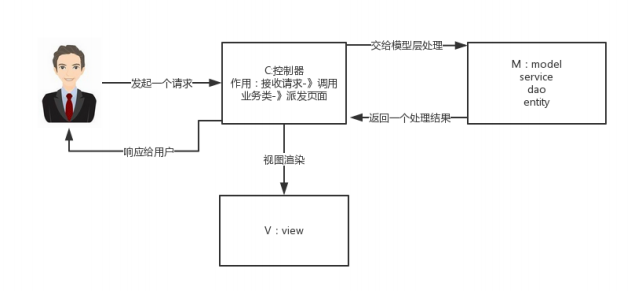 发起一个请求
C控制器
作用：接收请求-》调用
业务类-》派发页面
交给模型层处理
M：model
service
dao
entity
返回一个处理结果
响应给用户
视图渲染
V：view